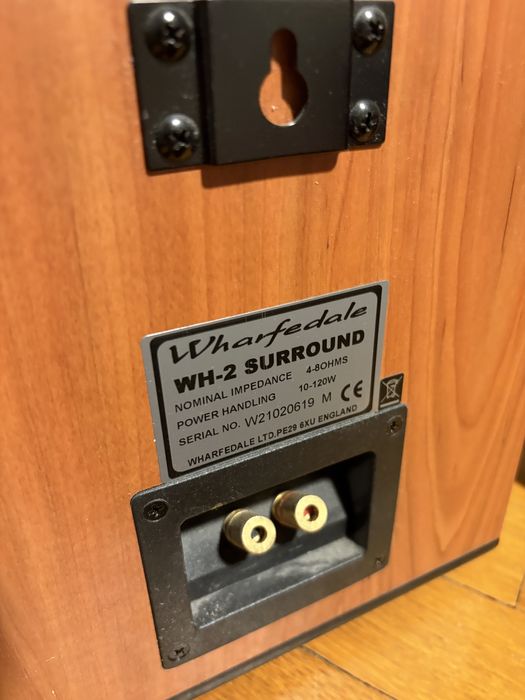 Wharfedale
WH-2 SURROUND
NOMINAL IMPEDANCE 4-8OHMS
POWER HANDLING 10-120W
SERIAL NO. W21020619 M CE
WHARFEDALE LTD.PE29 6XU ENGLAND